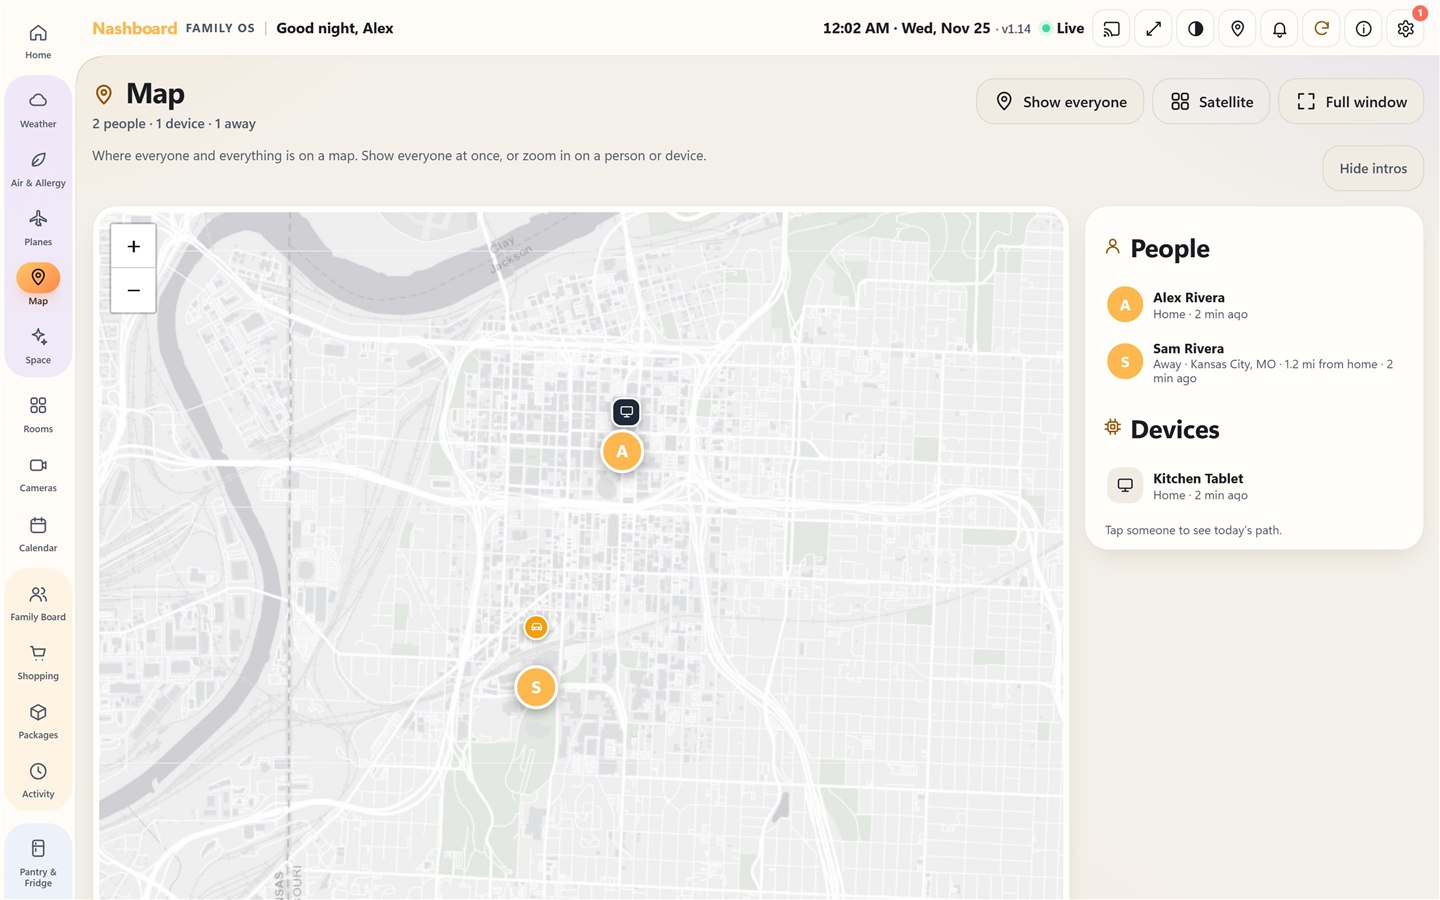 Nashboard FAMILY OS Good night, Alex
12:02 AM · Wed, Nov 25 · v1.14 Live
1
Home
Weather
Air & Allergy
Planes
Map
Space
Rooms
Cameras
Calendar
Family Board
Shopping
Packages
Activity
Pantry &
Fridge
Map
2 people · 1 device · 1 away
Where everyone and everything is on a map. Show everyone at once, or zoom in on a person or device.
Show everyone
Satellite
Full window
Hide intros
+
−
Clay
Jackson
A
S
People
A
Alex Rivera
Home · 2 min ago
S
Sam Rivera
Away · Kansas City, MO · 1.2 mi from home · 2
min ago
Devices
Kitchen Tablet
Home · 2 min ago
Tap someone to see today's path.